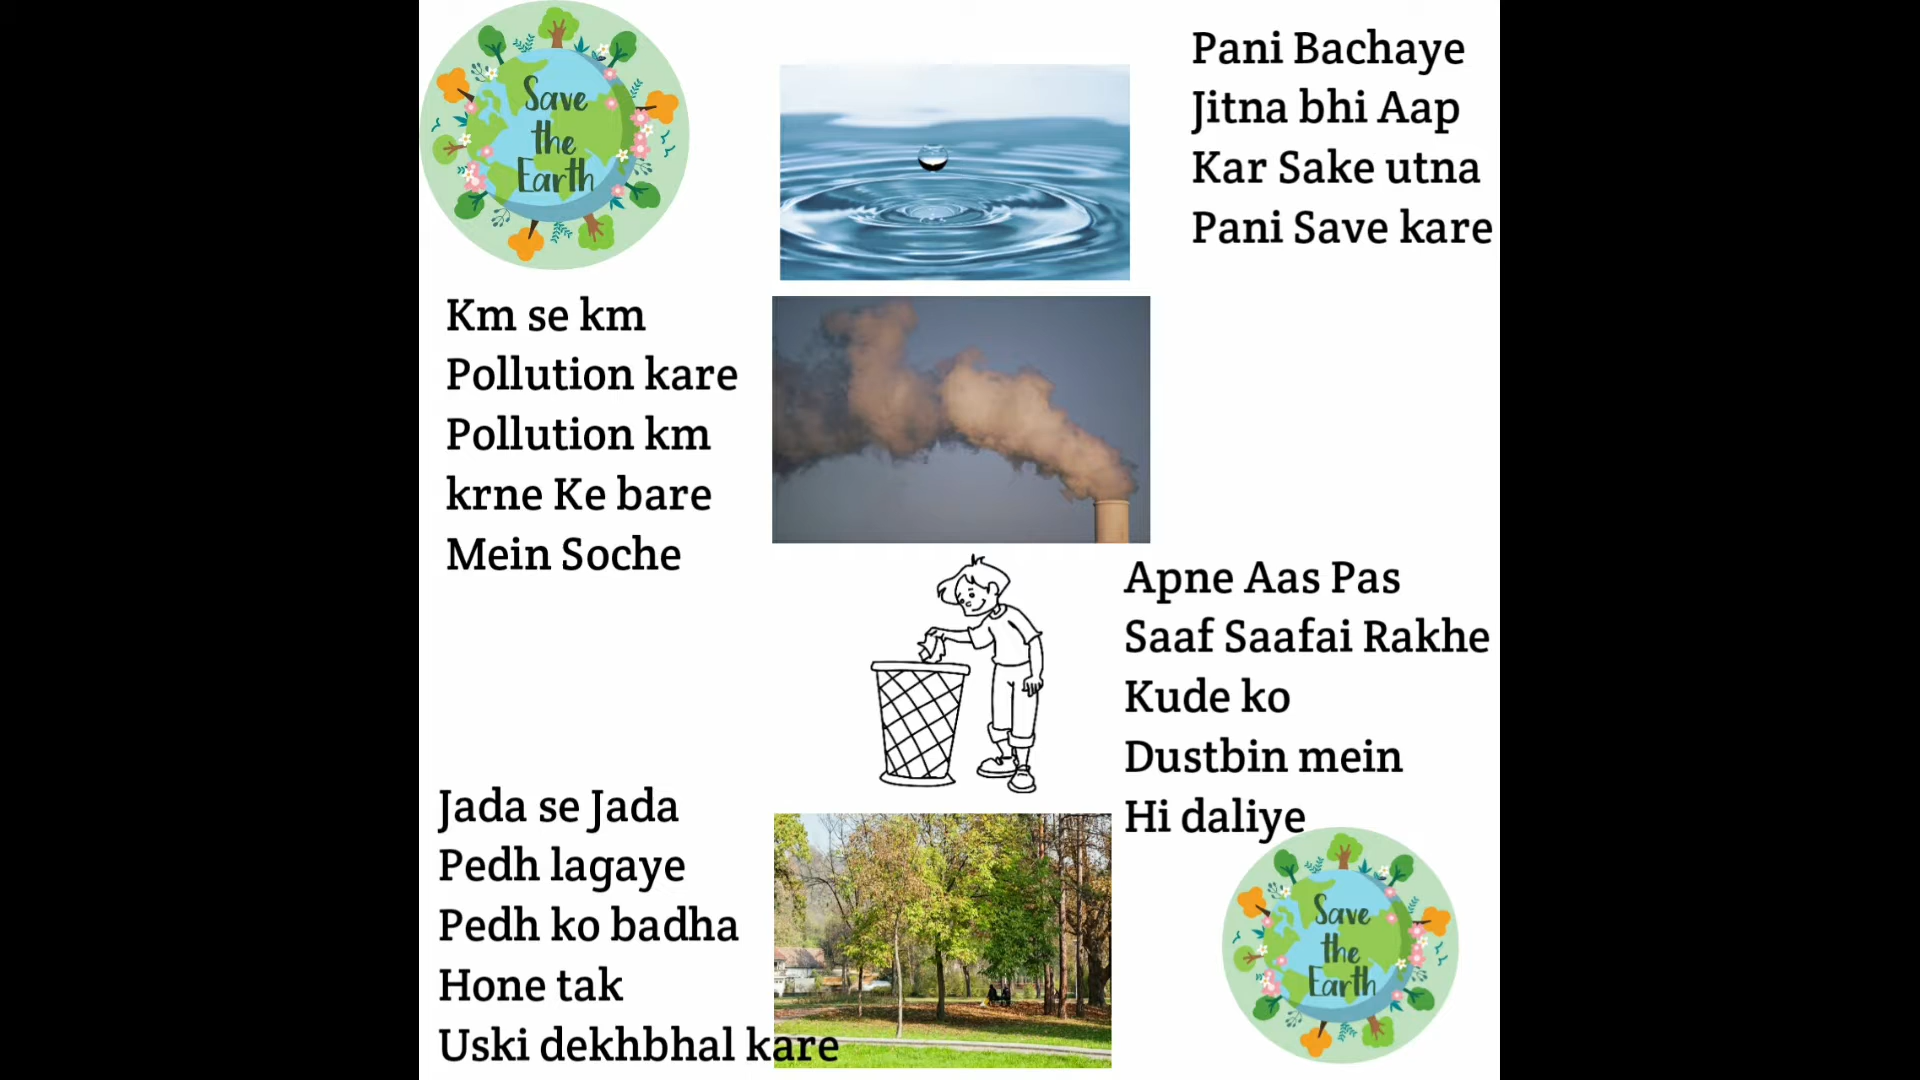 Save
the
Earth
Pani Bachaye
Jitna bhi Aap
Kar Sake utna
Pani Save kare
Km se km
Pollution kare
Pollution km
krne Ke bare
Mein Soche
Apne Aas Pas
Saaf Saafai Rakhe
Kude ko
Dustbin mein
Hi daliye
Jada se Jada
Pedh lagaye
Pedh ko badha
Hone tak
Uski dekhbhal kare
Save
the
Earth